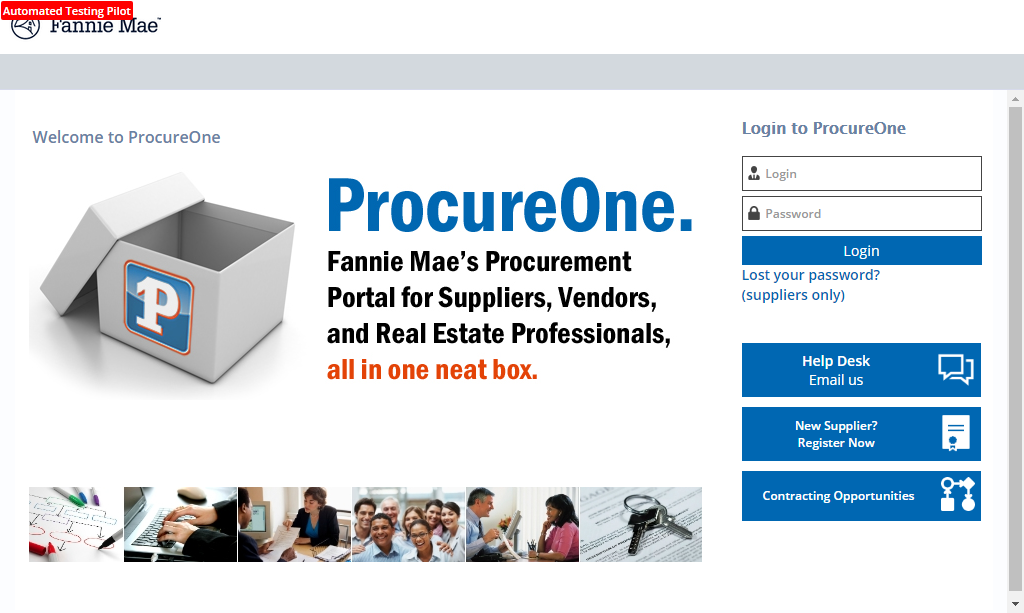 Automated Testing Pilot
Fannie Mae
Welcome to ProcureOne
P
ProcureOne.
Fannie Mae's Procurement
Portal for Suppliers, Vendors,
and Real Estate Professionals,
all in one neat box.
Login to ProcureOne
Login
Password
Login
Lost your password?
(suppliers only)
Help Desk
Email us
New Supplier?
Register Now
Contracting Opportunities